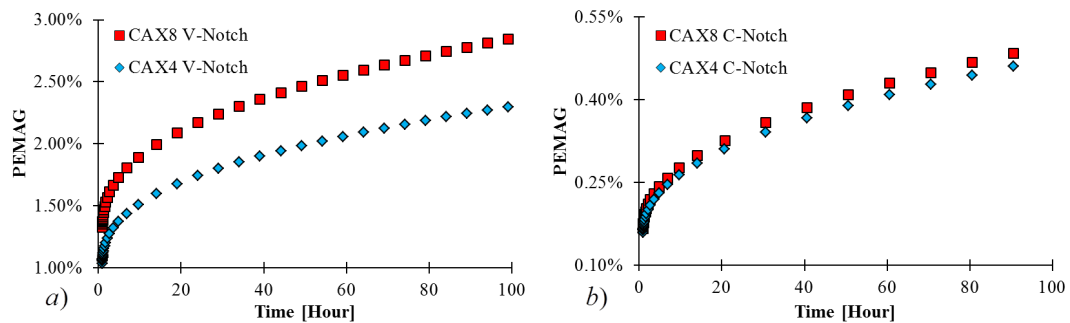 3.00%
2.50%
2.00%
1.50%
1.00%
PEMAG
CAX8 V-Notch
CAX4 V-Notch
0 20 40 60 80 100
Time [Hour]
a)
0.55%
0.40%
0.25%
0.10%
PEMAG
CAX8 C-Notch
CAX4 C-Notch
0 20 40 60 80 100
Time [Hour]
b)